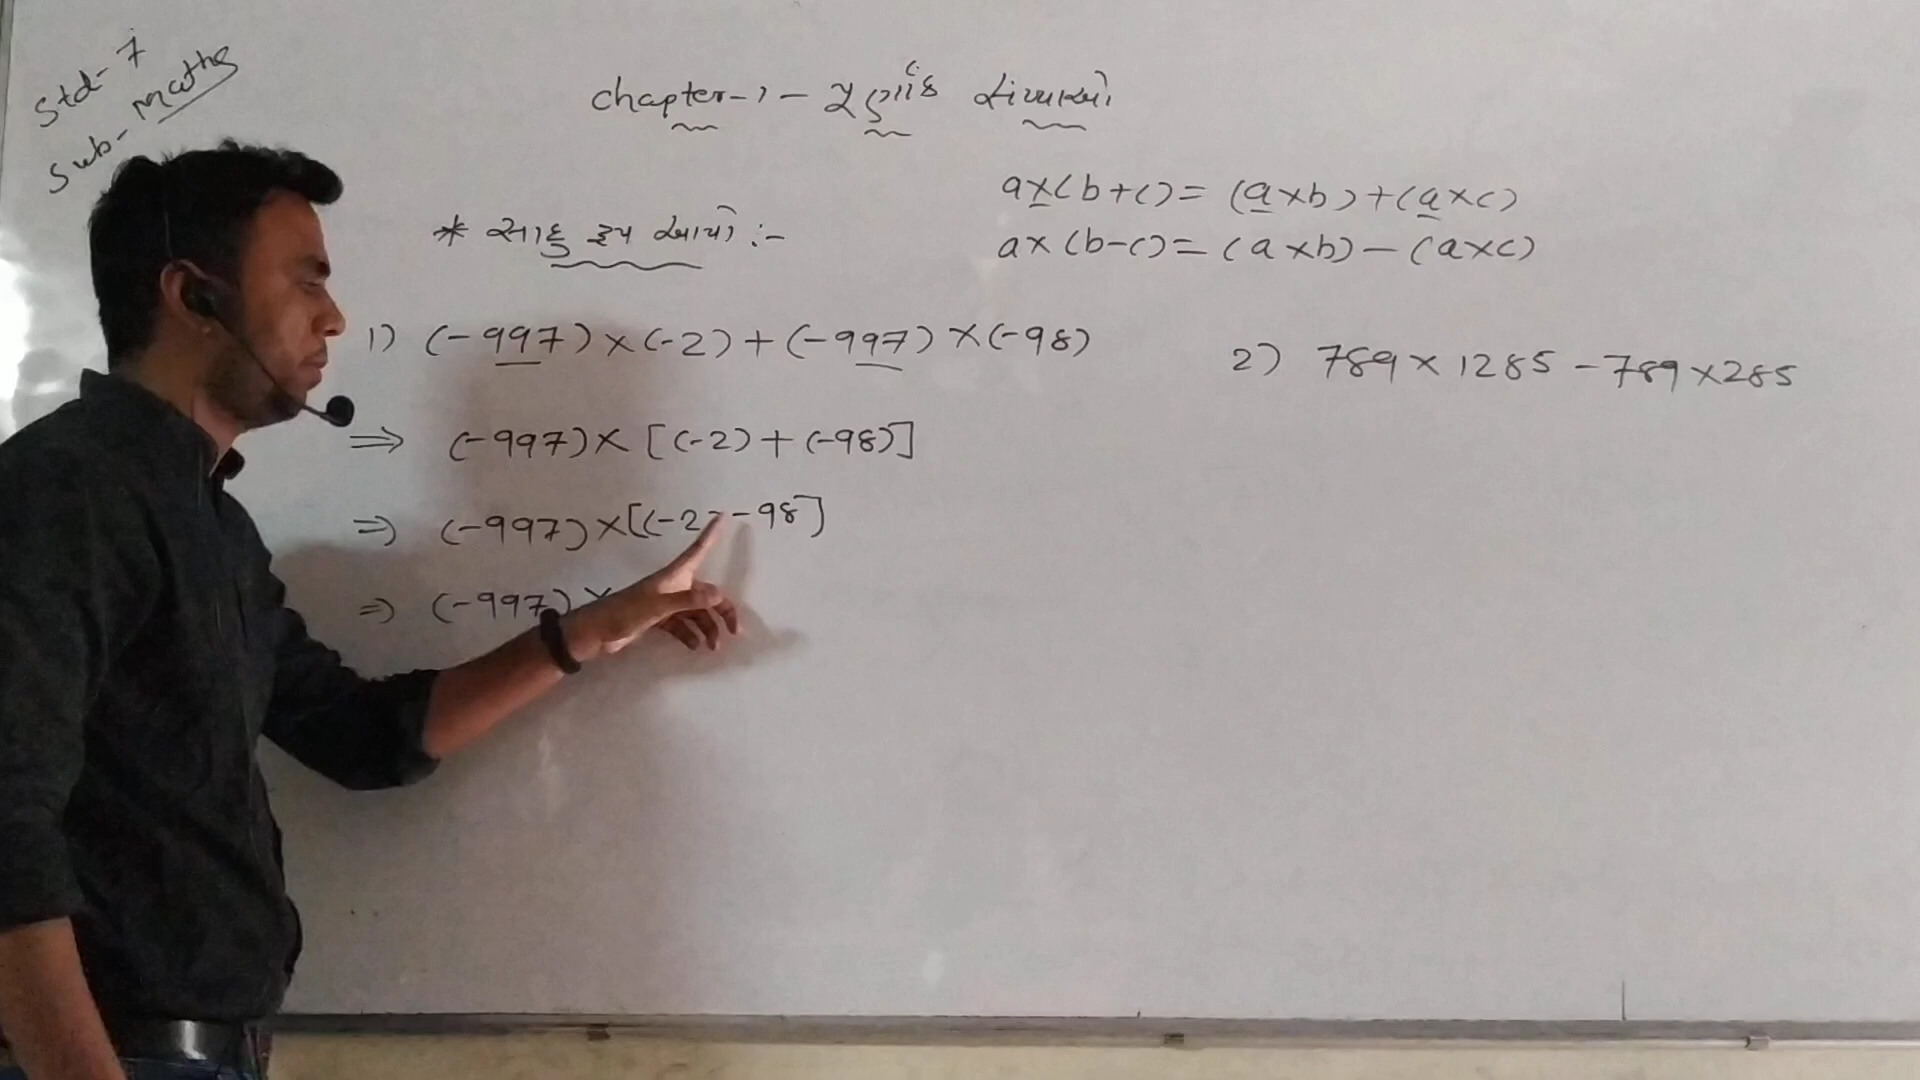 Std- 7
Sub- Maths
chapter-1 - પૂર્ણાંક સંખ્યાઓ
a×(b+c)= (a×b)+(a×c)
a×(b-c)= (a×b)-(a×c)
* સાદુ રૂપ આપો :-
1) (-997)×(-2)+(-997)×(-98)
⇒ (-997)×[(-2)+(-98)]
⇒ (-997)×[(-2)-98]
⇒ (-997)×
2) 789×1285-789×285